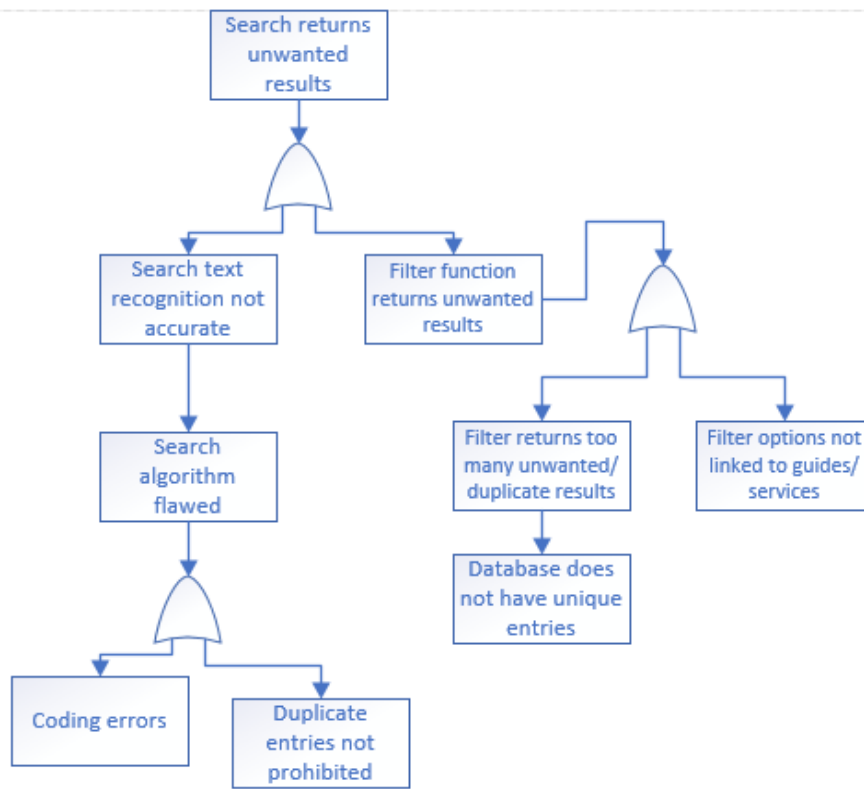 Search returns
unwanted
results
Search text
recognition not
accurate
Filter function
returns unwanted
results
Search
algorithm
flawed
Filter returns too
many unwanted/
duplicate results
Filter options not
linked to guides/
services
Database does
not have unique
entries
Coding errors
Duplicate
entries not
prohibited